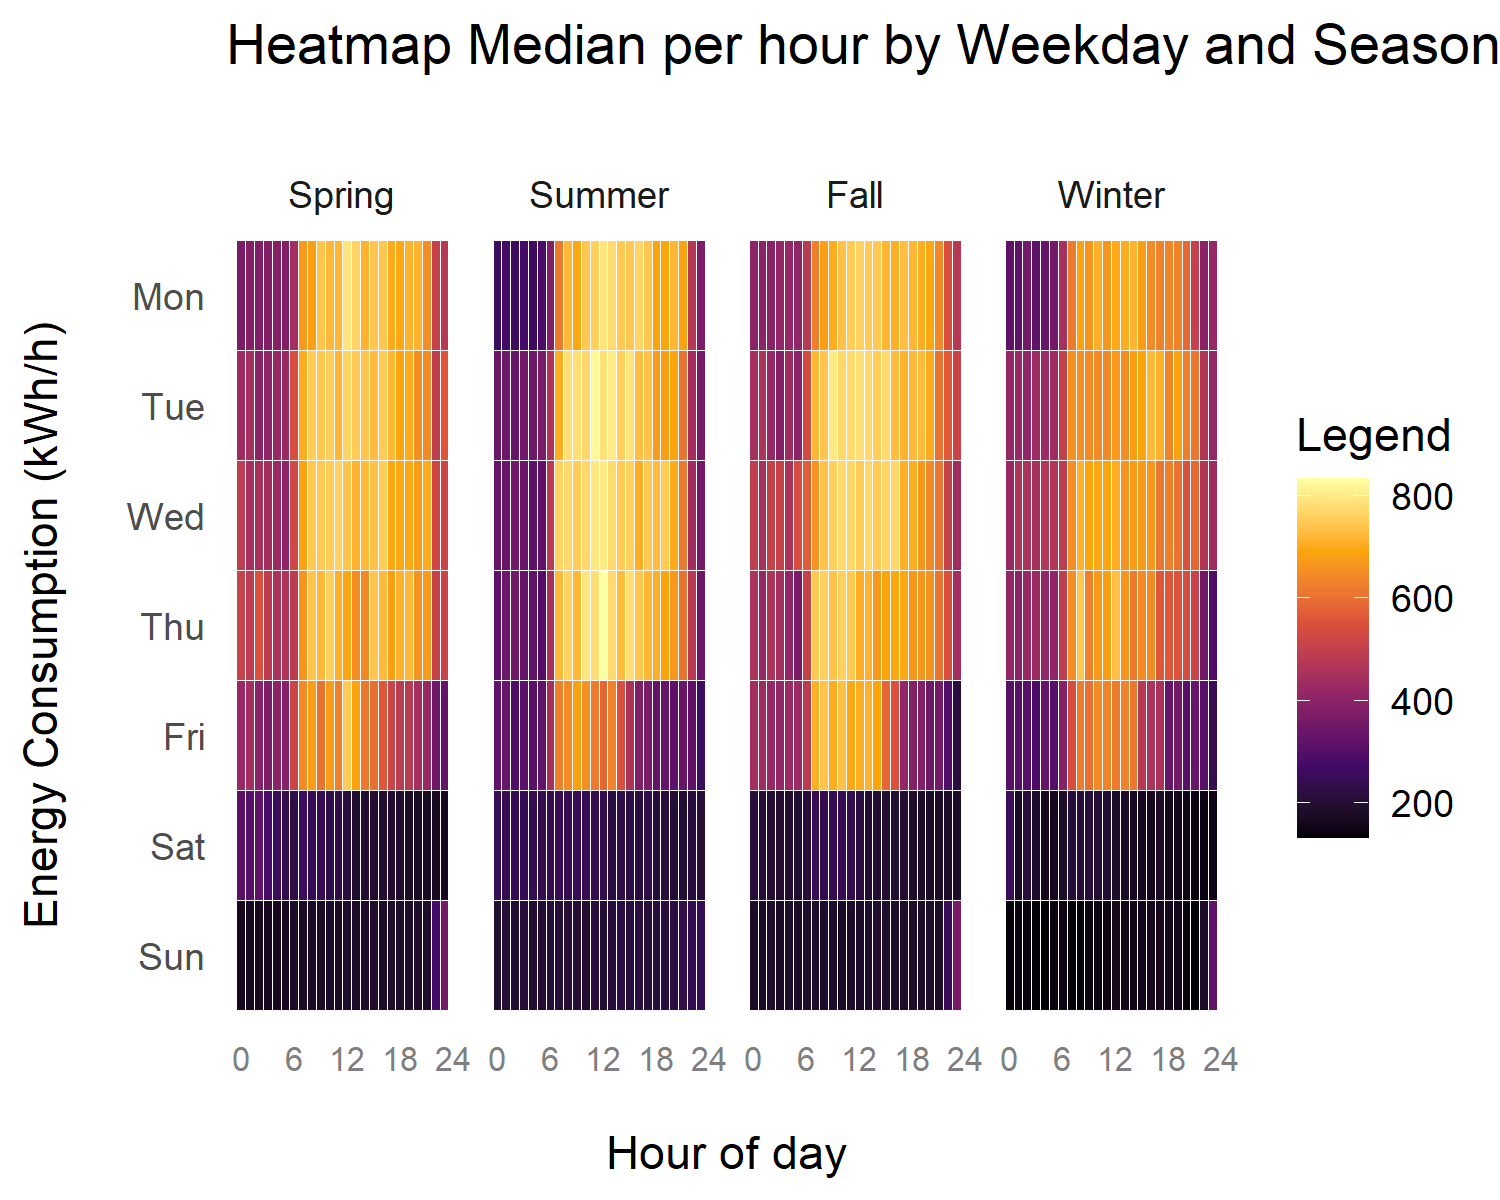 Heatmap Median per hour by Weekday and Season
Spring
Summer
Fall
Winter
Energy Consumption (kWh/h)
Mon
Tue
Wed
Thu
Fri
Sat
Sun
Legend
800
600
400
200
0 6 12 18 24
0 6 12 18 24
0 6 12 18 24
0 6 12 18 24
Hour of day